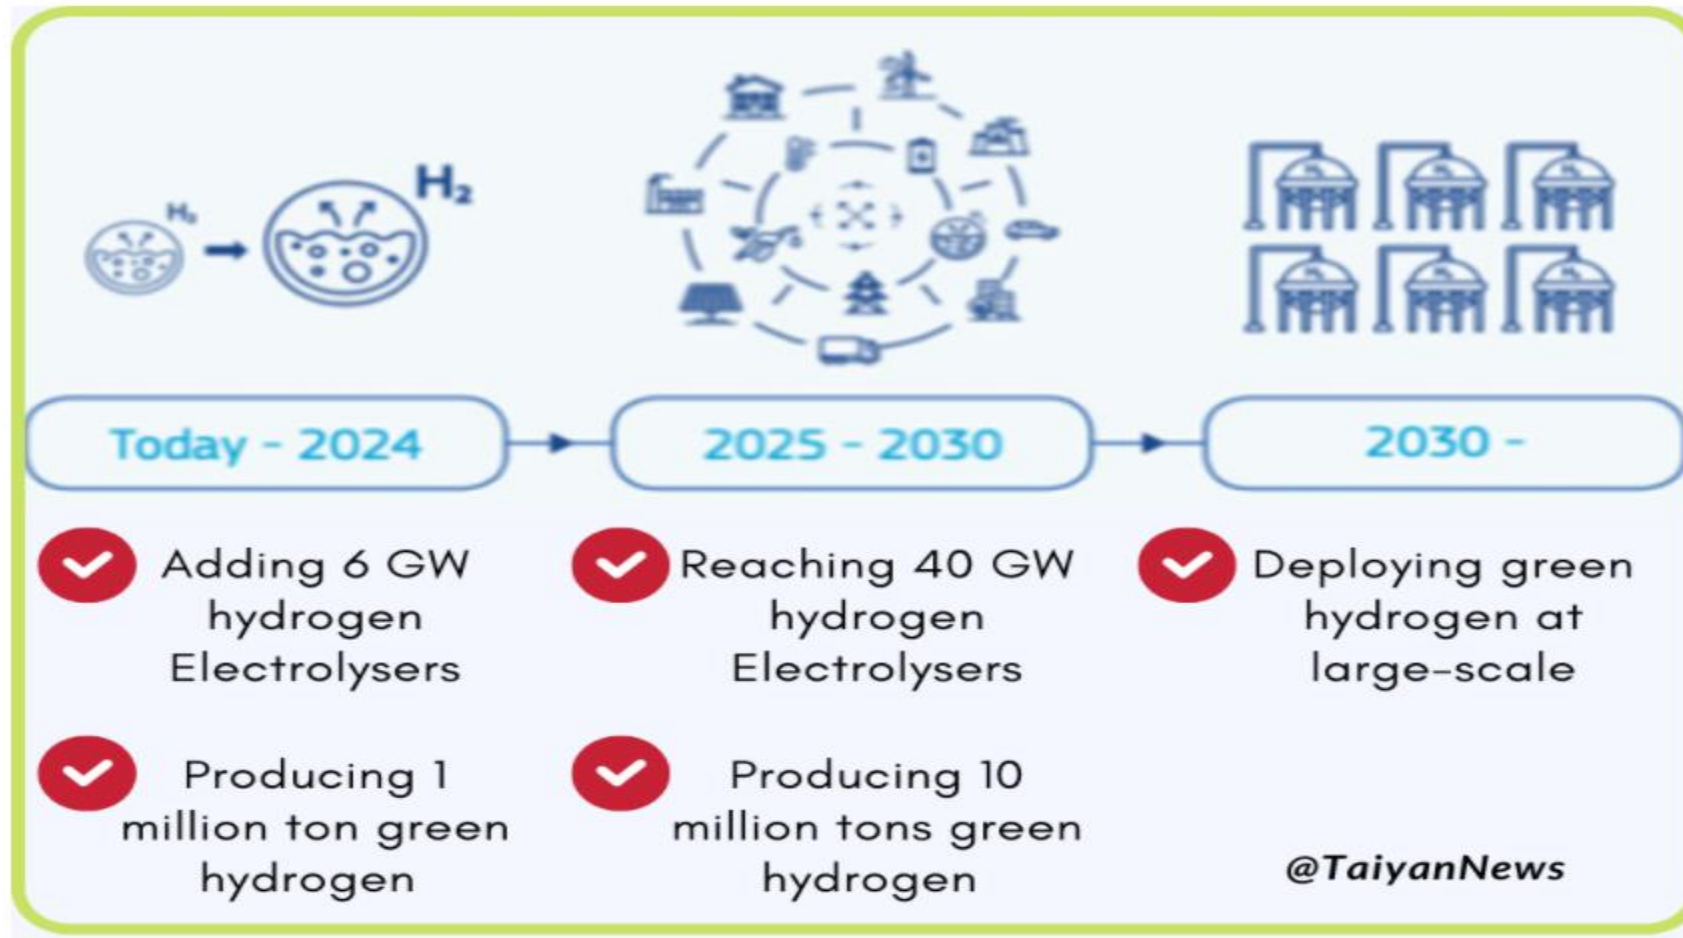 H₂
H₂
Today - 2024
2025 - 2030
2030 -
Adding 6 GW
hydrogen
Electrolysers
Producing 1
million ton green
hydrogen
Reaching 40 GW
hydrogen
Electrolysers
Producing 10
million tons green
hydrogen
Deploying green
hydrogen at
large-scale
@TaiyanNews